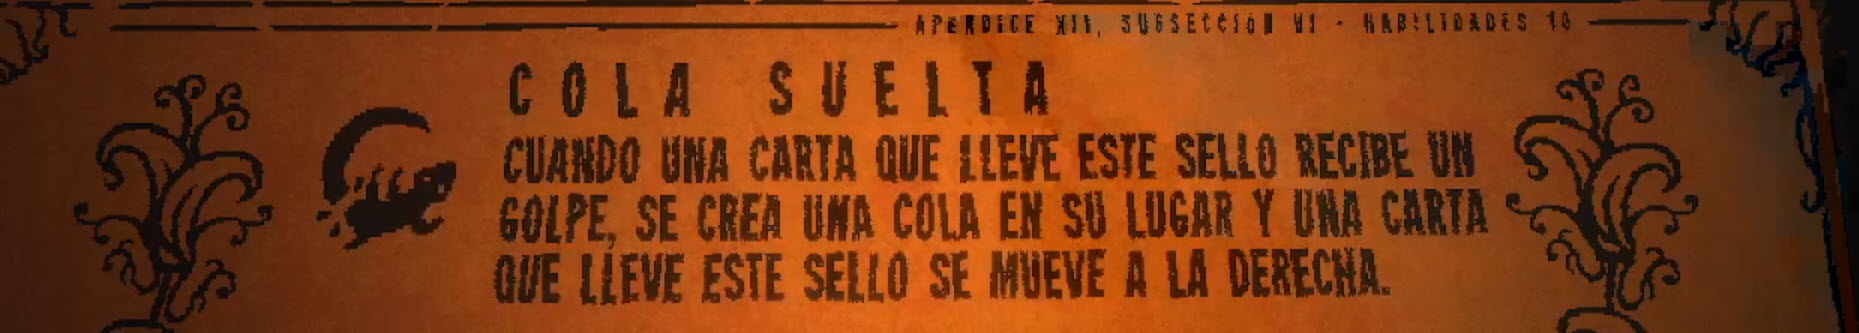 APÉNDICE XII, SUBSECCIÓN VI - HABILIDADES 10
COLA SUELTA
CUANDO UNA CARTA QUE LLEVE ESTE SELLO RECIBE UN
GOLPE, SE CREA UNA COLA EN SU LUGAR Y UNA CARTA
QUE LLEVE ESTE SELLO SE MUEVE A LA DERECHA.